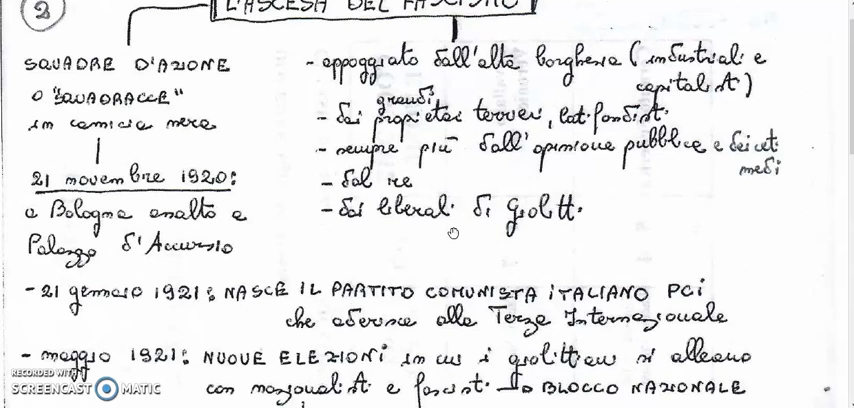 2
L'ASCESA DEL FASCISMO
SQUADRE D'AZIONE
O "SQUADRACCE"
in camicia nera
21 novembre 1920:
a Bologna assalto a
Palazzo d'Accursio
- appoggiato dall'alta borghesia (industriali e
capitalisti)
- dai grandi proprietari terrieri, latifondisti
- sempre più dall'opinione pubblica e dei ceti
medi
- dal re
- dai liberali di Giolitti
- 21 gennaio 1921: NASCE IL PARTITO COMUNISTA ITALIANO PCI
che aderisce alla Terza Internazionale
- maggio 1921: NUOVE ELEZIONI in cui i giolittiani si alleano
con nazionalisti e fascisti → BLOCCO NAZIONALE
RECORDED WITH
SCREENCAST MATIC